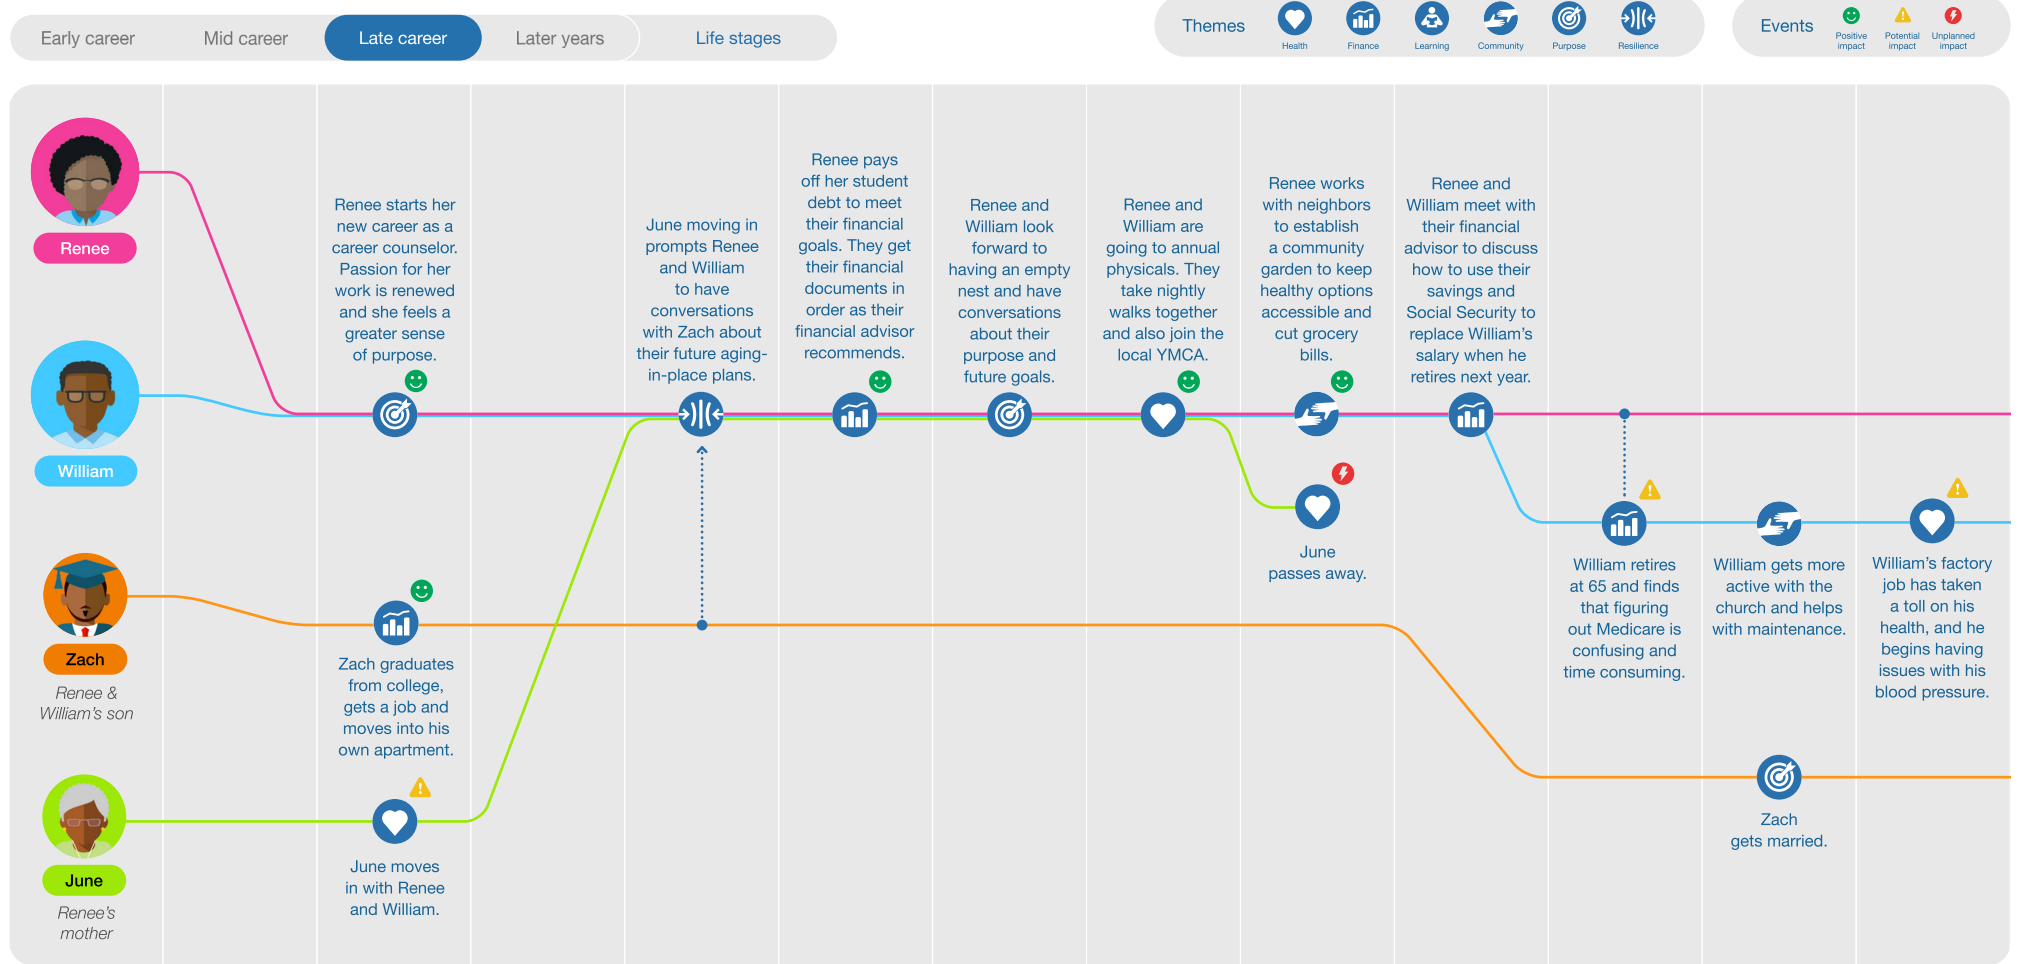 Early career
Mid career
Late career
Later years
Life stages
Themes
Health
Finance
Learning
Community
Purpose
Resilience
Events
Positive
impact
Potential
impact
Unplanned
impact
Renee
William
Zach
Renee &
William’s son
June
Renee’s
mother
Renee starts her
new career as a
career counselor.
Passion for her
work is renewed
and she feels a
greater sense
of purpose.
Zach graduates
from college,
gets a job and
moves into his
own apartment.
June moves
in with Renee
and William.
June moving in
prompts Renee
and William
to have
conversations
with Zach about
their future aging-
in-place plans.
Renee pays
off her student
debt to meet
their financial
goals. They get
their financial
documents in
order as their
financial advisor
recommends.
Renee and
William look
forward to
having an empty
nest and have
conversations
about their
purpose and
future goals.
Renee and
William are
going to annual
physicals. They
take nightly
walks together
and also join the
local YMCA.
Renee works
with neighbors
to establish
a community
garden to keep
healthy options
accessible and
cut grocery
bills.
June
passes away.
Renee and
William meet with
their financial
advisor to discuss
how to use their
savings and
Social Security to
replace William’s
salary when he
retires next year.
William retires
at 65 and finds
that figuring
out Medicare is
confusing and
time consuming.
William gets more
active with the
church and helps
with maintenance.
Zach
gets married.
William’s factory
job has taken
a toll on his
health, and he
begins having
issues with his
blood pressure.